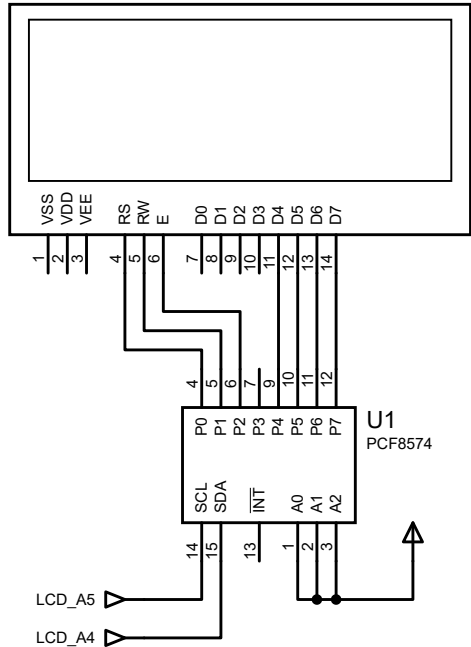 VSS VDD VEE RS RW E D0 D1 D2 D3 D4 D5 D6 D7
1 2 3 4 5 6 7 8 9 10 11 12 13 14
4 5 6 7 9 10 11 12
P0 P1 P2 P3 P4 P5 P6 P7
U1
PCF8574
SCL SDA INT A0 A1 A2
14 15 13 1 2 3
LCD_A5
LCD_A4